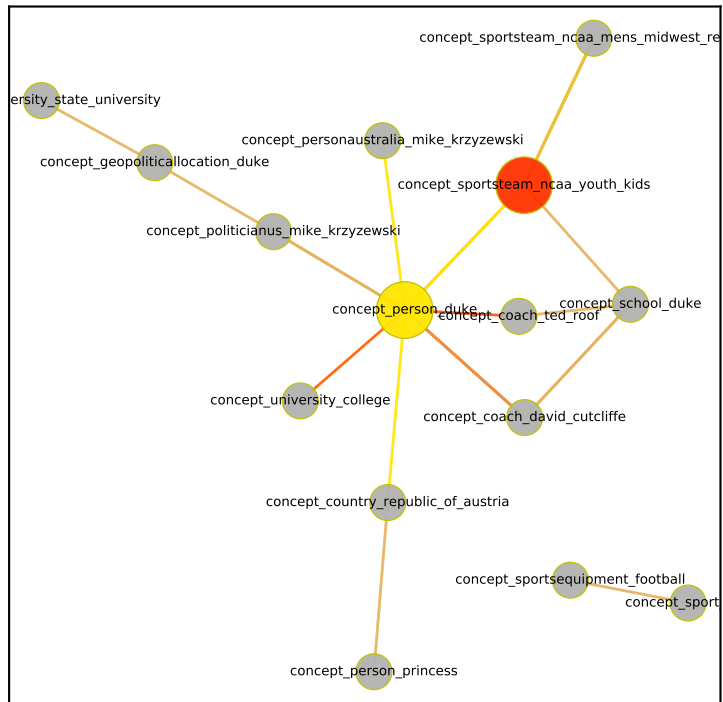 concept_sportsteam_ncaa_mens_midwest_re
ersity_state_university
concept_personaustralia_mike_krzyzewski
concept_geopoliticallocation_duke
concept_sportsteam_ncaa_youth_kids
concept_politicianus_mike_krzyzewski
concept_person_duke
concept_school_duke
concept_coach_ted_roof
concept_university_college
concept_coach_david_cutcliffe
concept_country_republic_of_austria
concept_sportsequipment_football
concept_sport
concept_person_princess